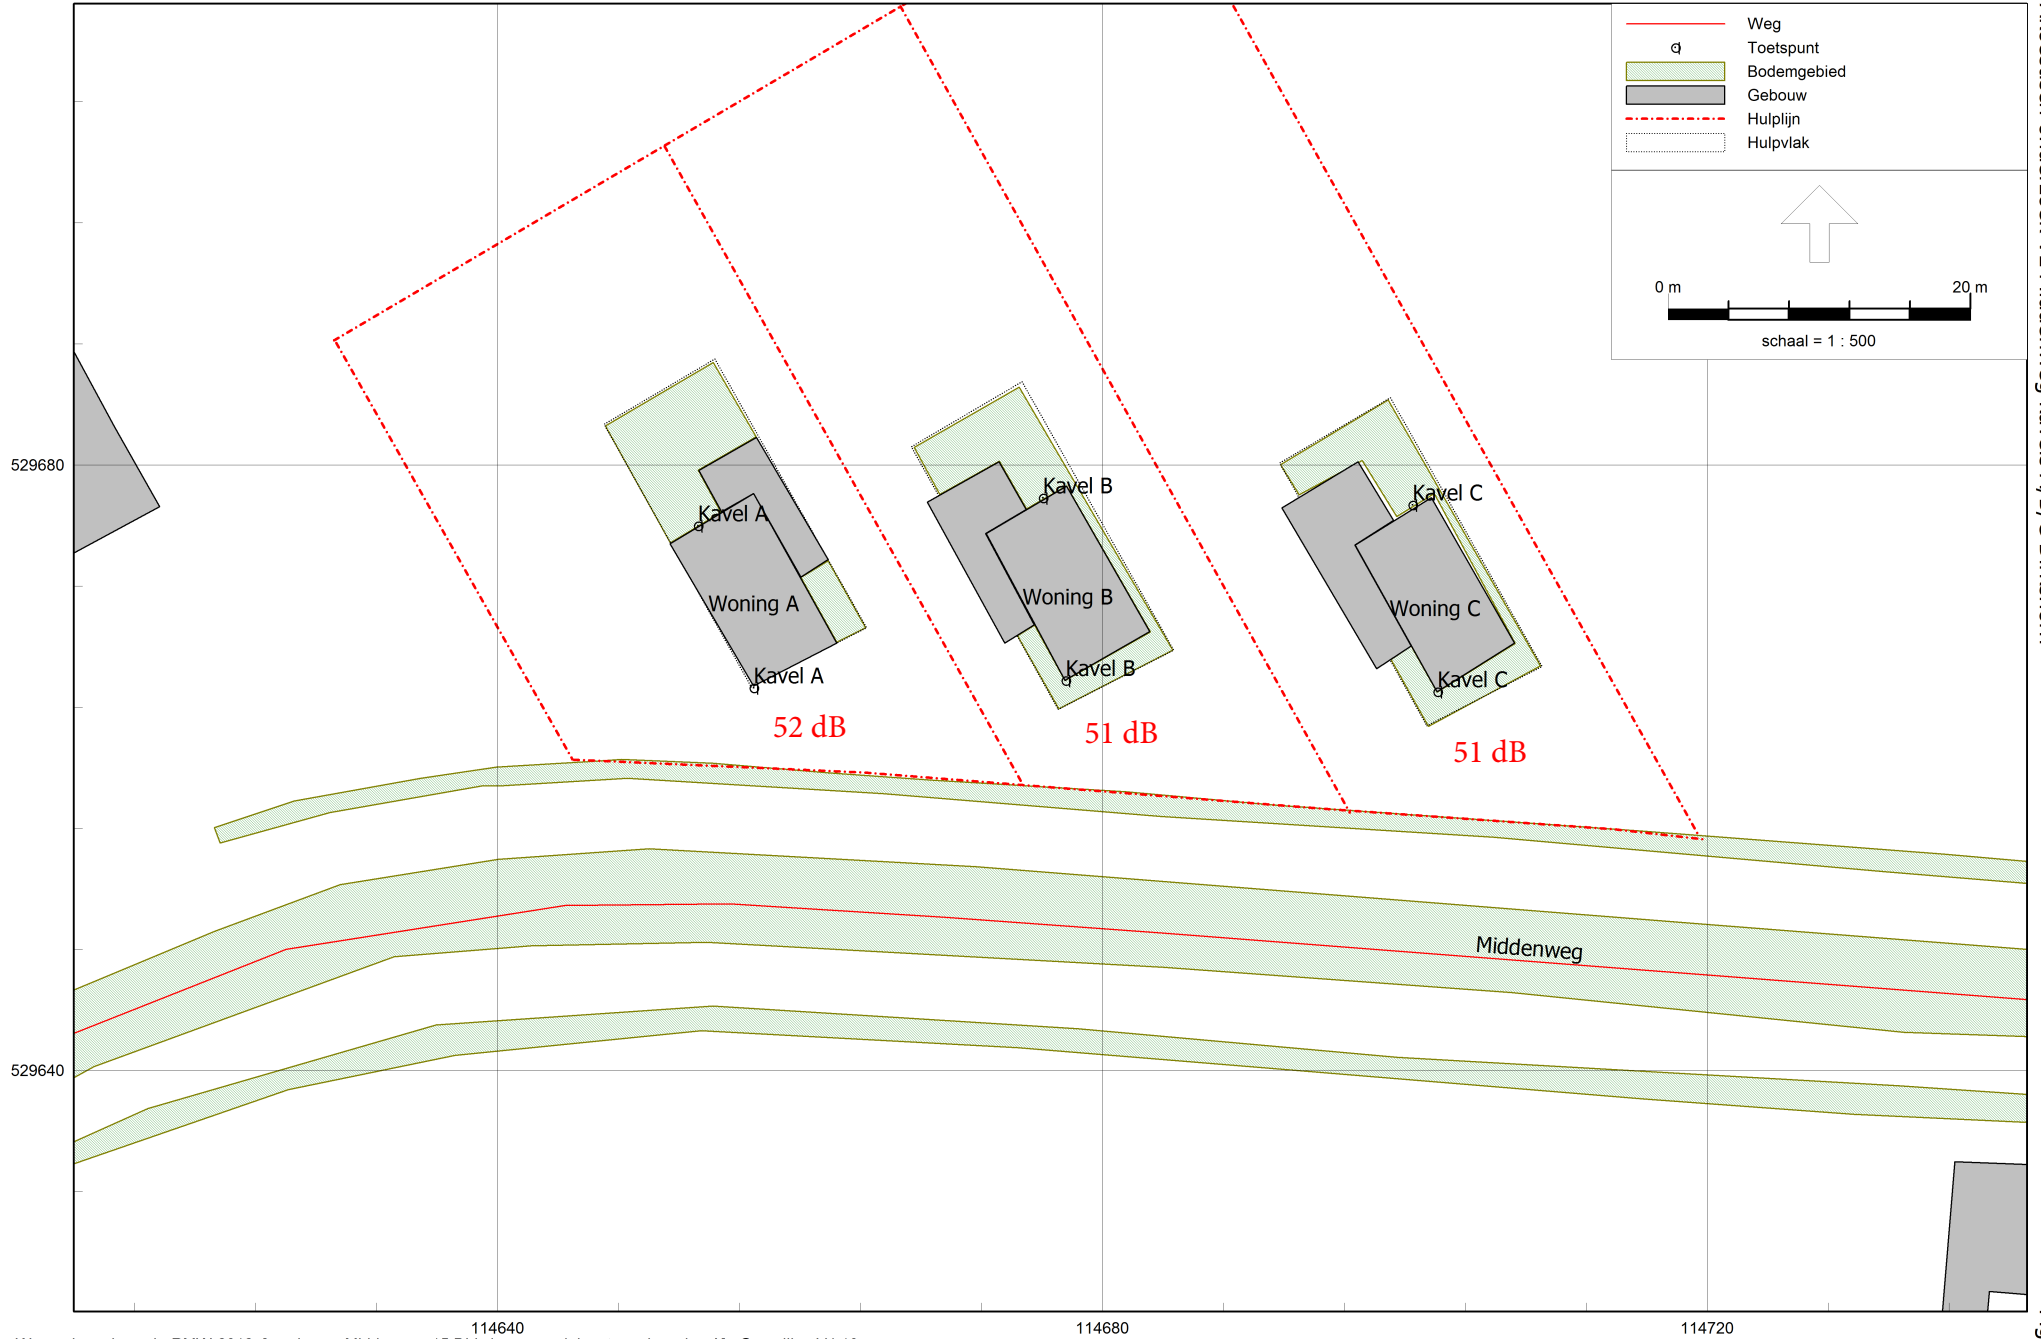 Weg
Toetspunt
Bodemgebied
Gebouw
Hulplijn
Hulpvlak
0 m 20 m
schaal = 1 : 500
529680
Kavel A
Kavel B
Kavel C
Woning A
Woning B
Woning C
Kavel A
Kavel B
Kavel C
52 dB
51 dB
51 dB
Middenweg
529640
114640 114680 114720